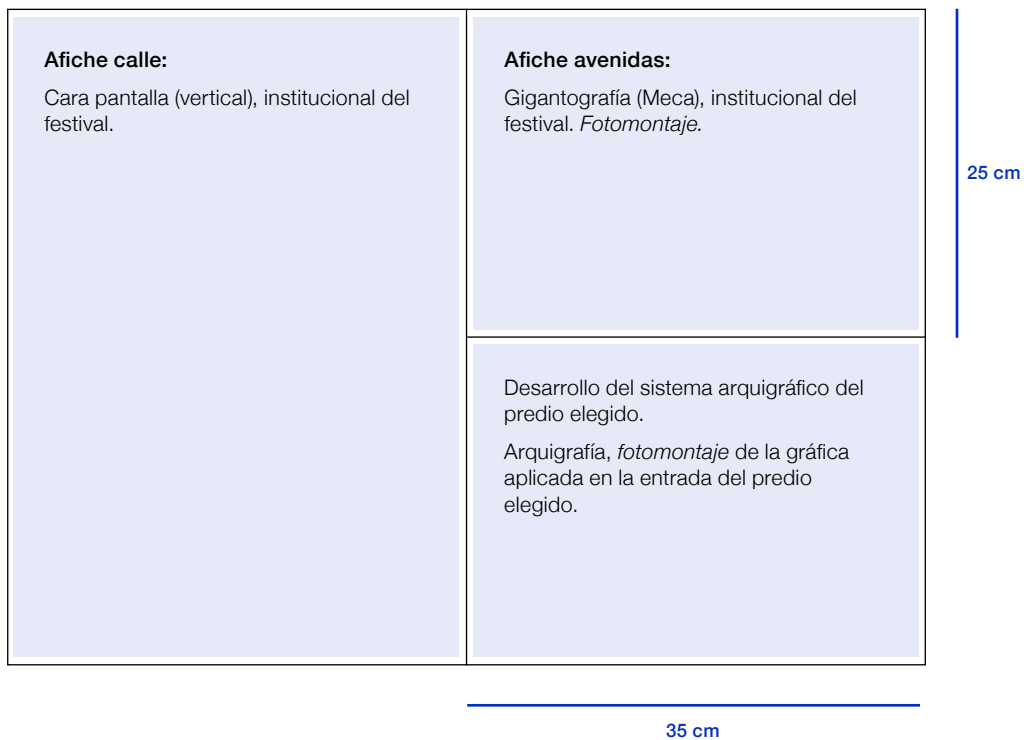 Afiche calle:
Cara pantalla (vertical), institucional del
festival.
Afiche avenidas:
Gigantografía (Meca), institucional del
festival. Fotomontaje.
25 cm
Desarrollo del sistema arquigráfico del
predio elegido.
Arquigrafía, fotomontaje de la gráfica
aplicada en la entrada del predio
elegido.
35 cm